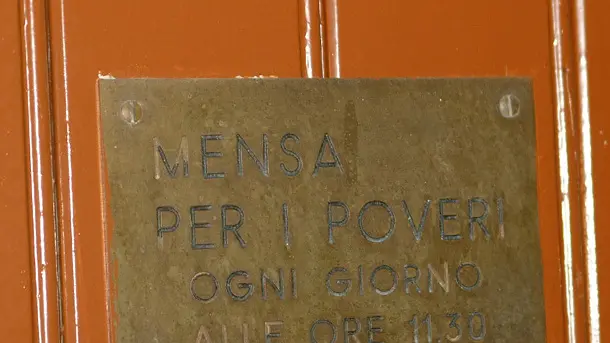 MENSA
PER I POVERI
OGNI GIORNO
ALLE ORE 11.30